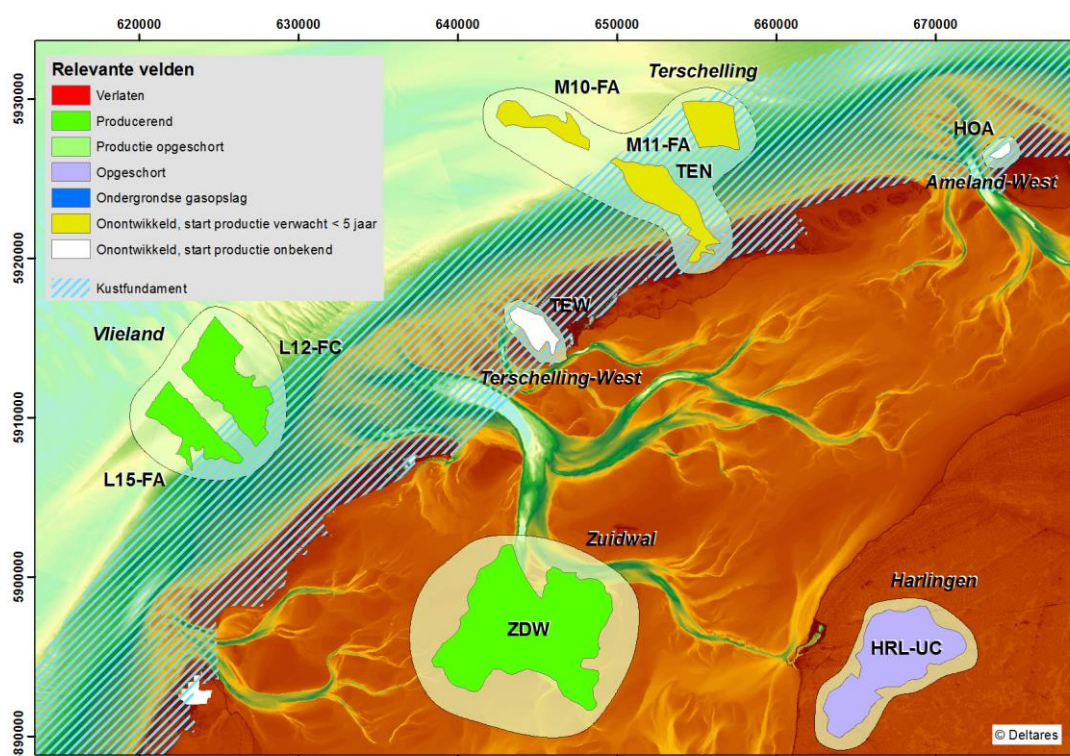 620000 630000 640000 650000 660000 670000
5930000
5920000
5910000
5900000
5890000
Relevante velden
Verlaten
Producerend
Productie opgeschort
Opgeschort
Ondergrondse gasopslag
Onontwikkeld, start productie verwacht < 5 jaar
Onontwikkeld, start productie onbekend
Kustfundament
M10-FA
Terschelling
M11-FA
TEN
HOA
Ameland-West
TEW
Terschelling-West
Vlieland
L12-FC
L15-FA
Zuidwal
ZDW
Harlingen
HRL-UC
© Deltares